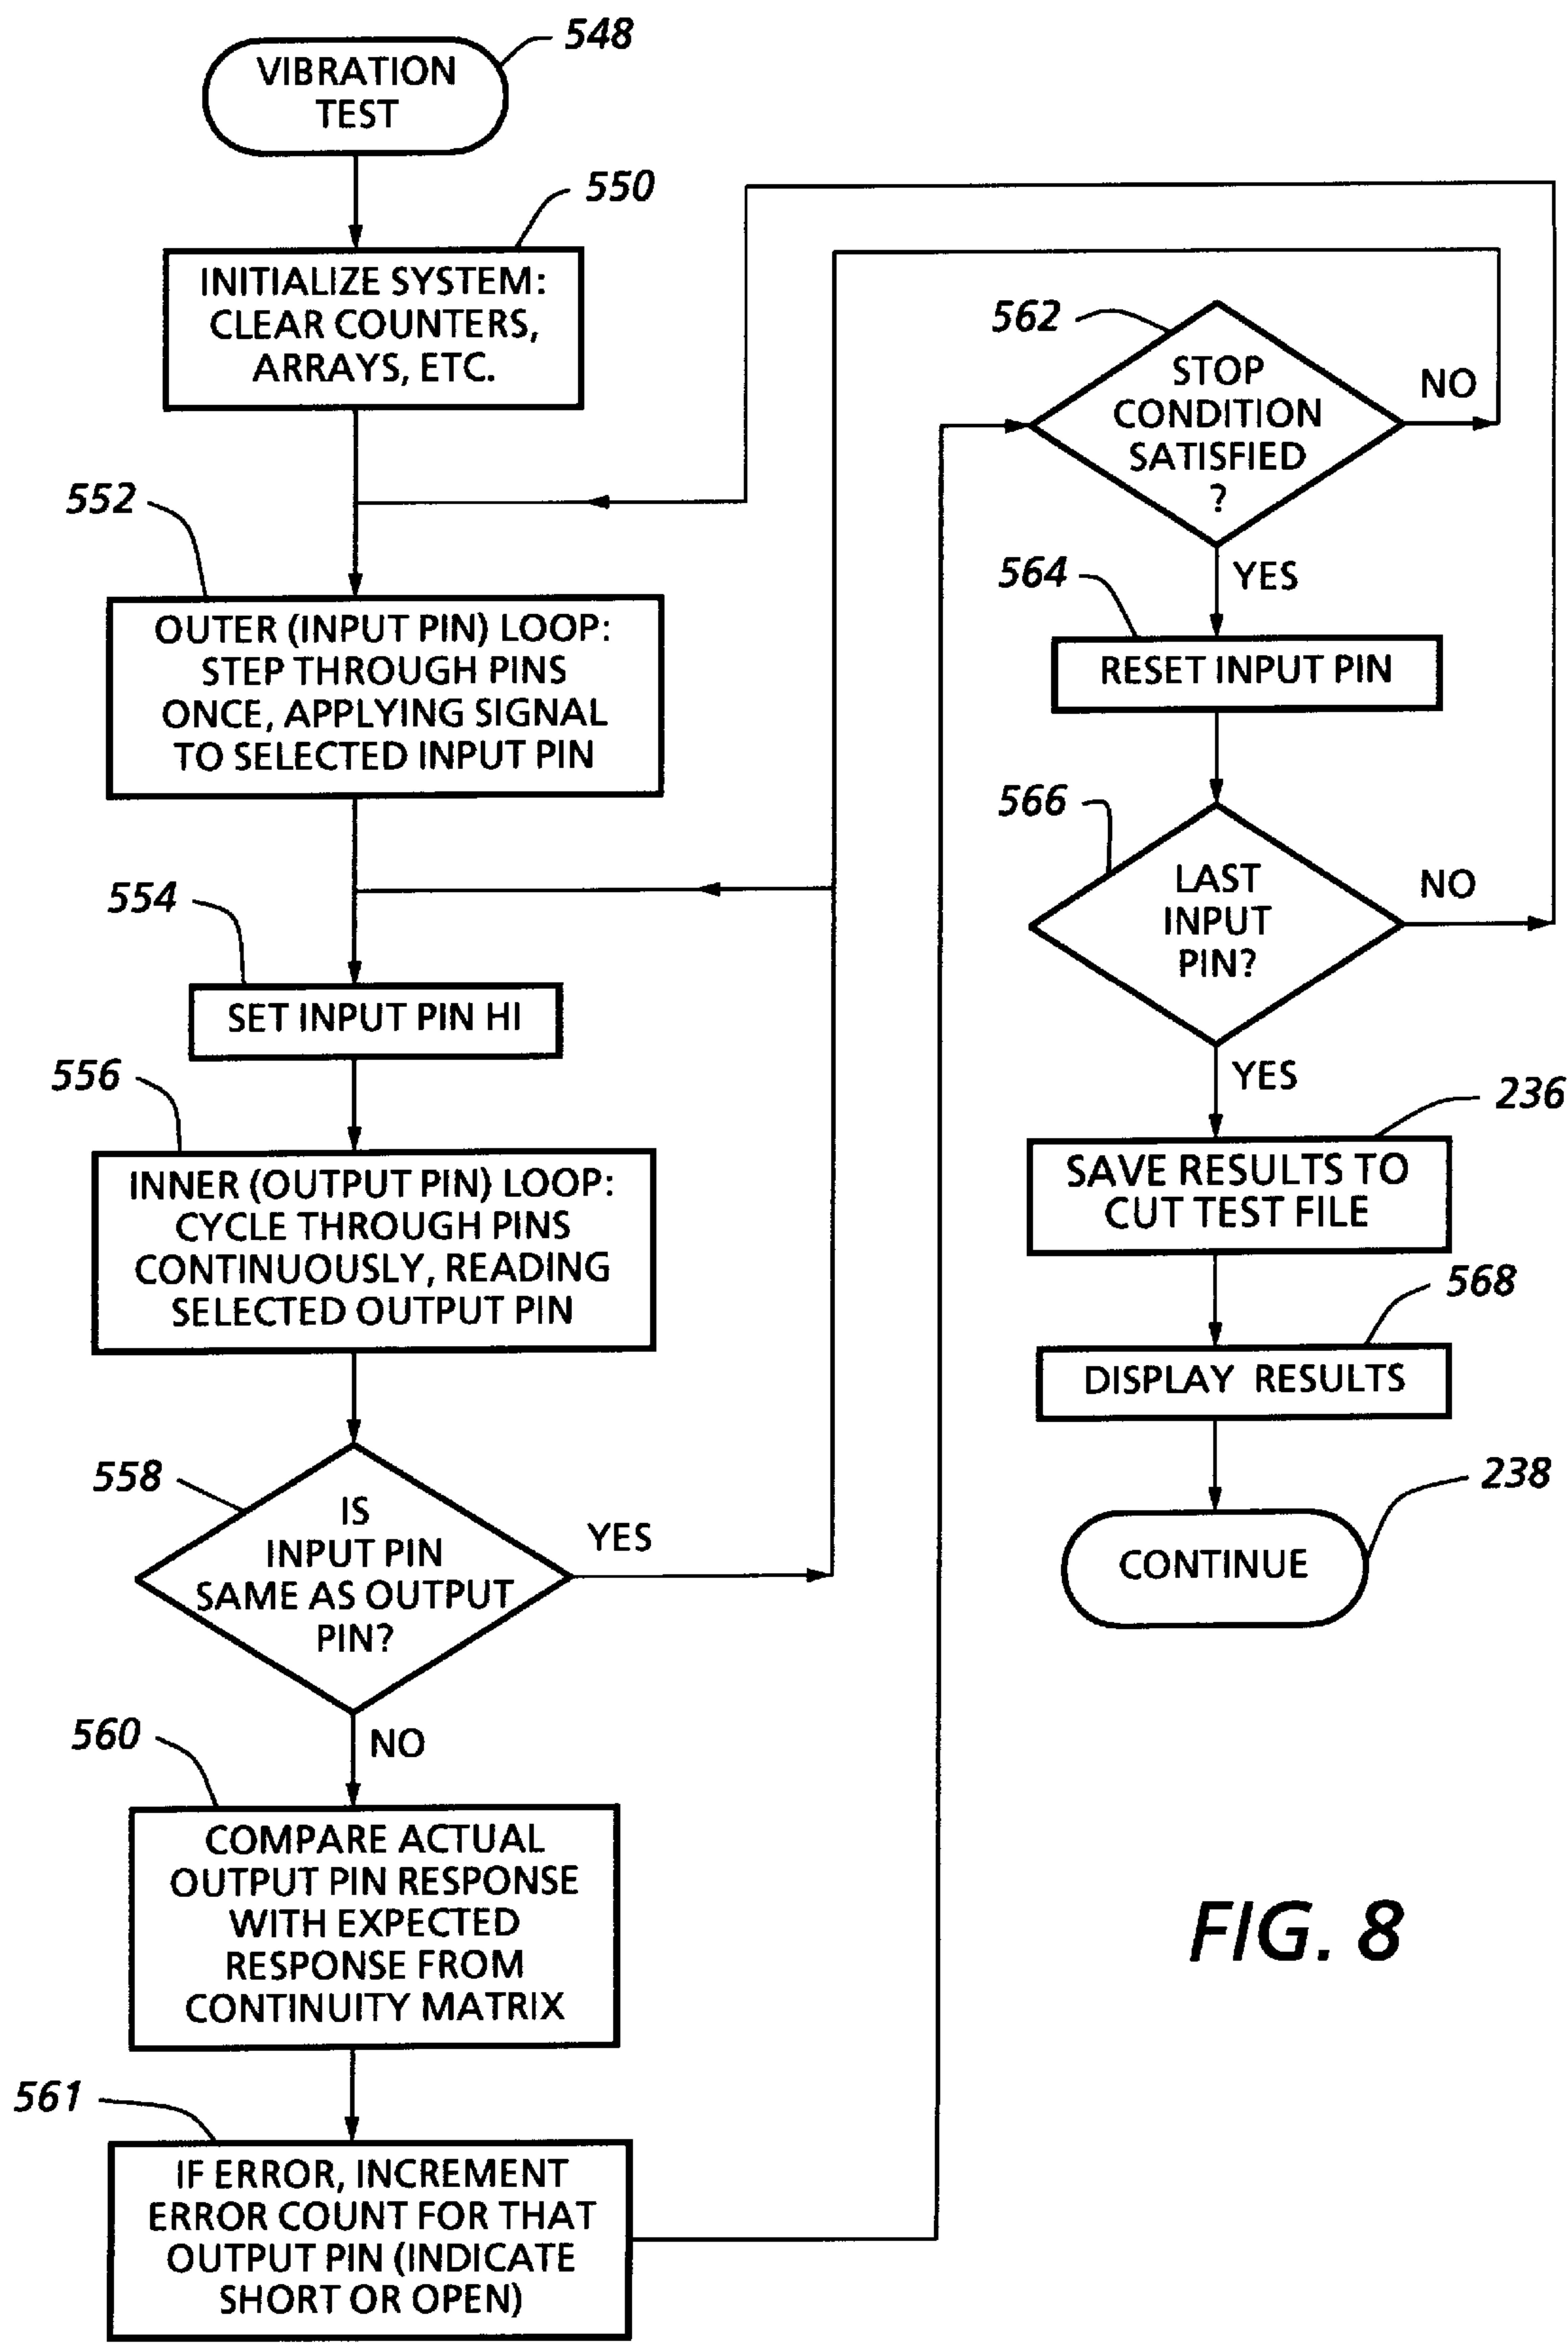 548
VIBRATION
TEST
550
INITIALIZE SYSTEM:
CLEAR COUNTERS,
ARRAYS, ETC.
552
OUTER (INPUT PIN) LOOP:
STEP THROUGH PINS
ONCE, APPLYING SIGNAL
TO SELECTED INPUT PIN
554
SET INPUT PIN HI
556
INNER (OUTPUT PIN) LOOP:
CYCLE THROUGH PINS
CONTINUOUSLY, READING
SELECTED OUTPUT PIN
558
IS
INPUT PIN
SAME AS OUTPUT
PIN?
YES
NO
560
COMPARE ACTUAL
OUTPUT PIN RESPONSE
WITH EXPECTED
RESPONSE FROM
CONTINUITY MATRIX
561
IF ERROR, INCREMENT
ERROR COUNT FOR THAT
OUTPUT PIN (INDICATE
SHORT OR OPEN)
562
STOP
CONDITION
SATISFIED
?
NO
YES
564
RESET INPUT PIN
566
LAST
INPUT
PIN?
NO
YES
236
SAVE RESULTS TO
CUT TEST FILE
568
DISPLAY RESULTS
238
CONTINUE
FIG. 8